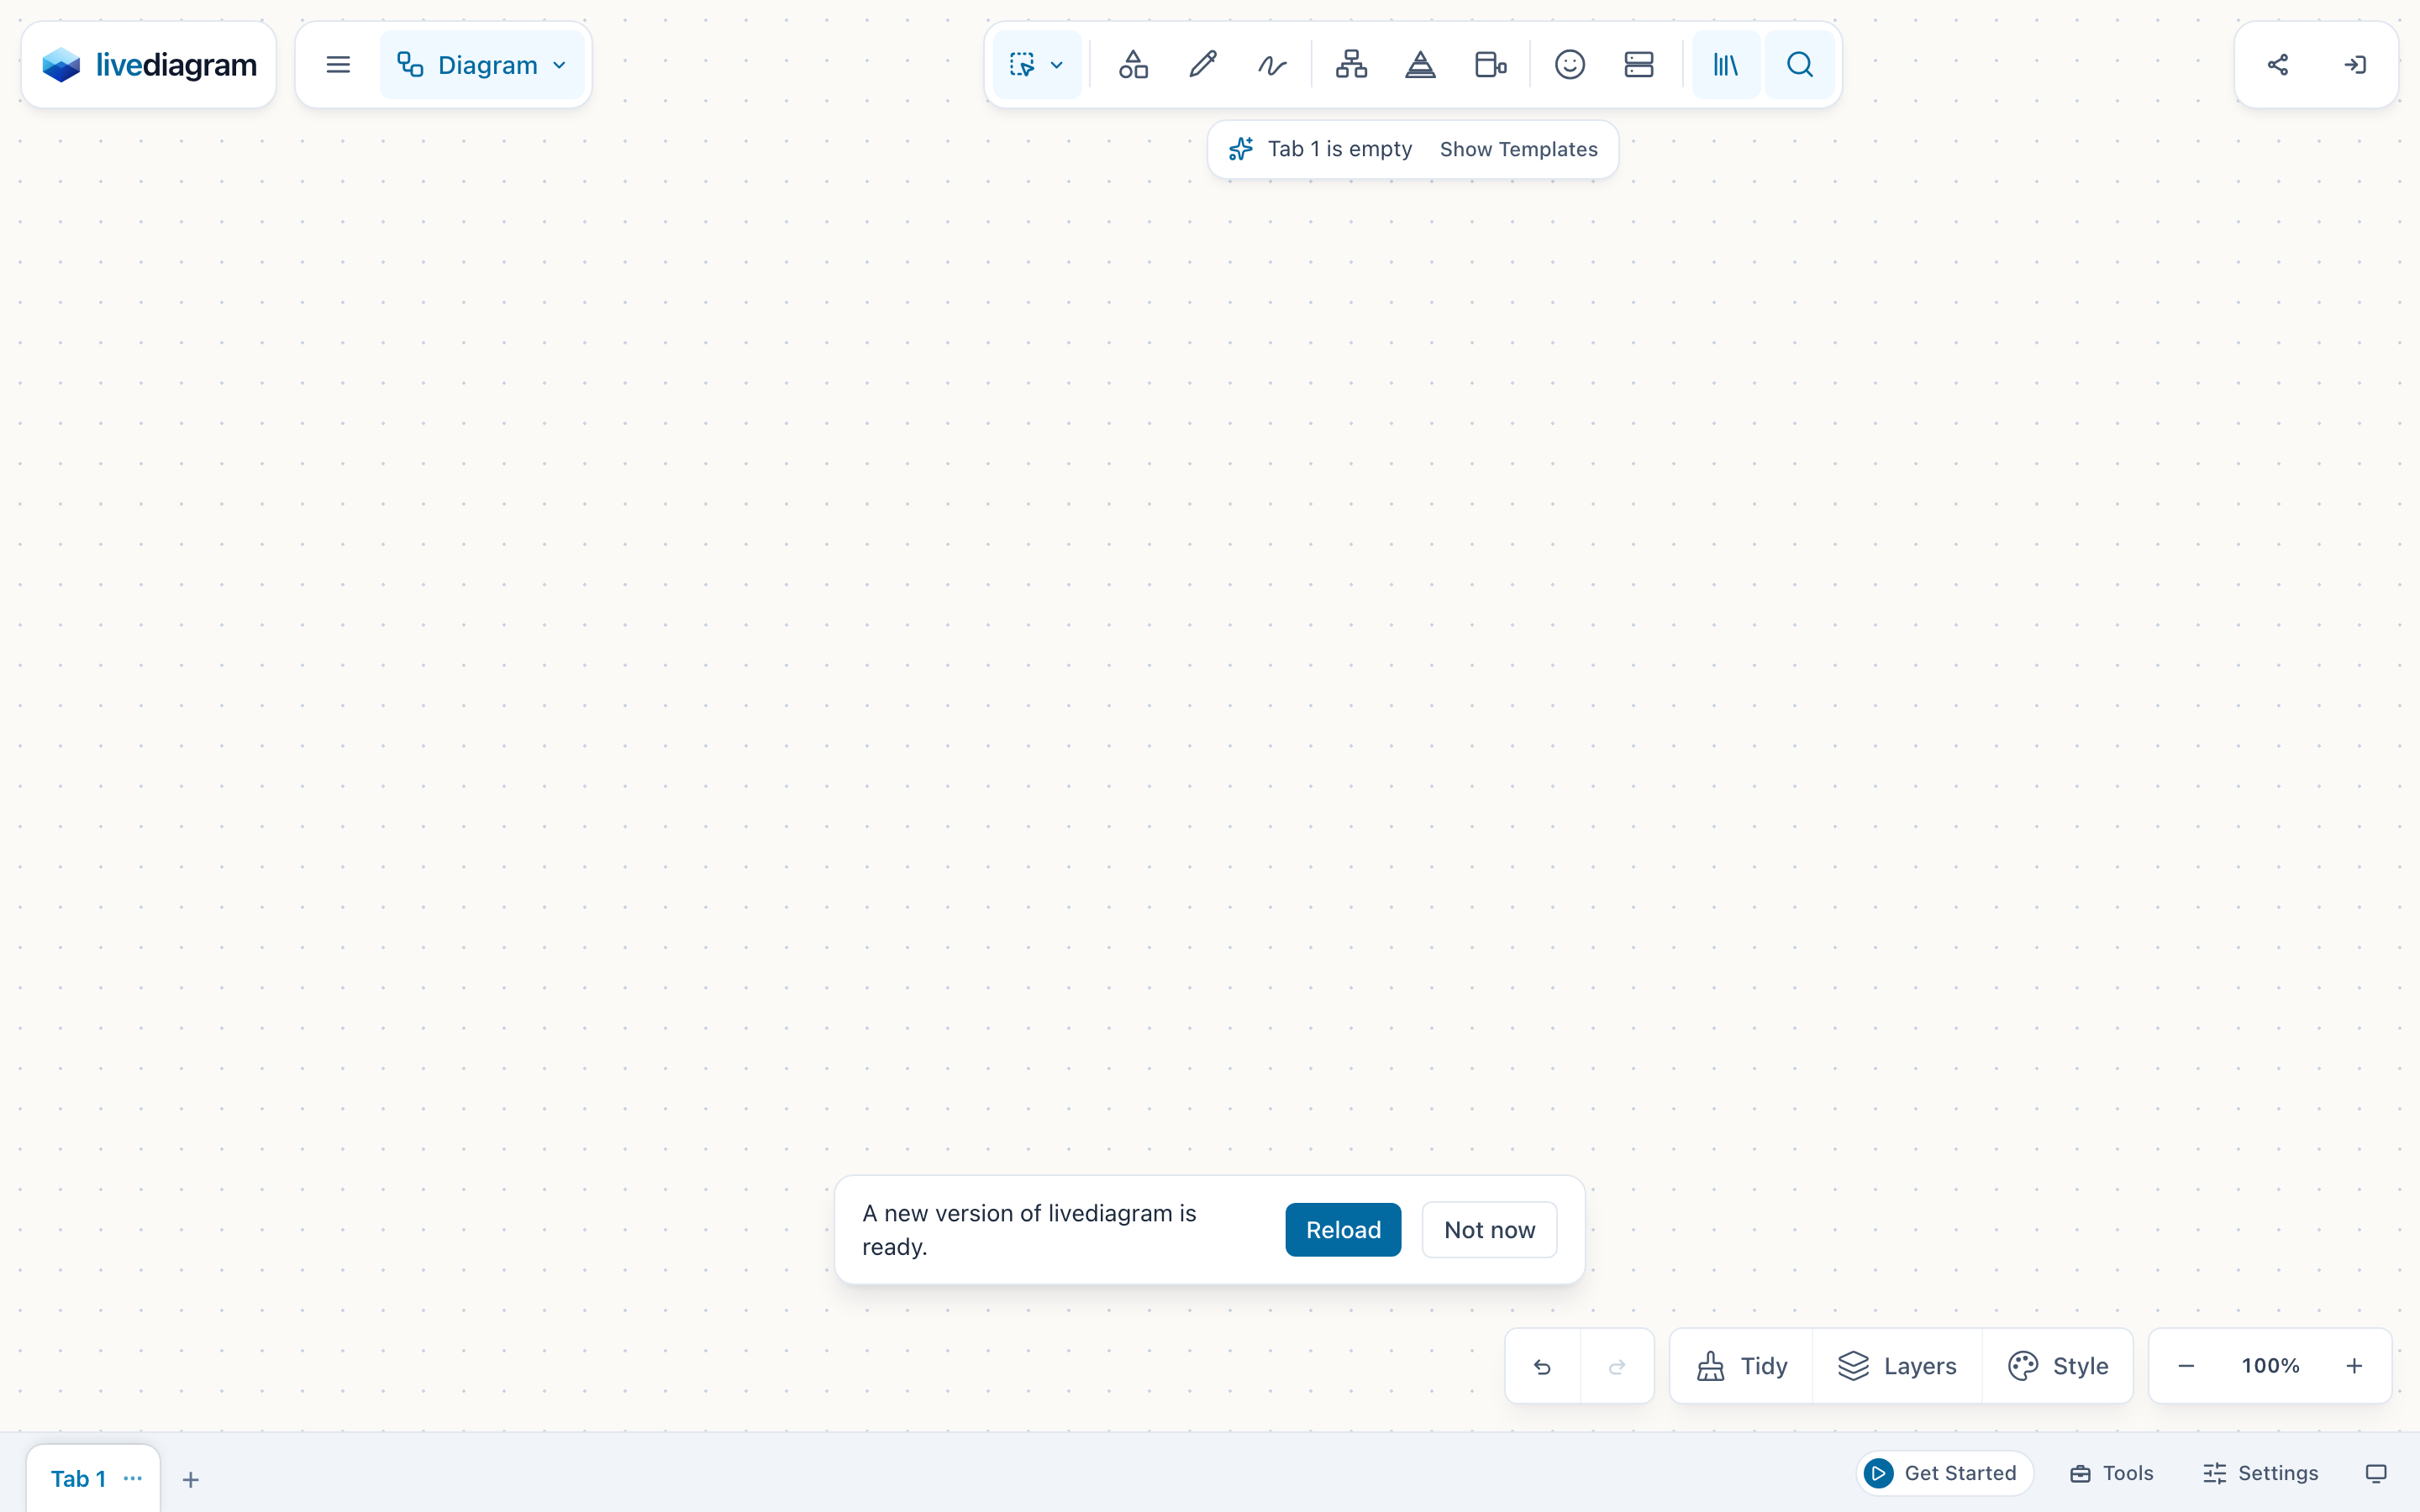 livediagram
Diagram
Tab 1 is empty
Show Templates
A new version of livediagram is
ready.
Reload
Not now
Tidy
Layers
Style
100%
Tab 1
Get Started
Tools
Settings